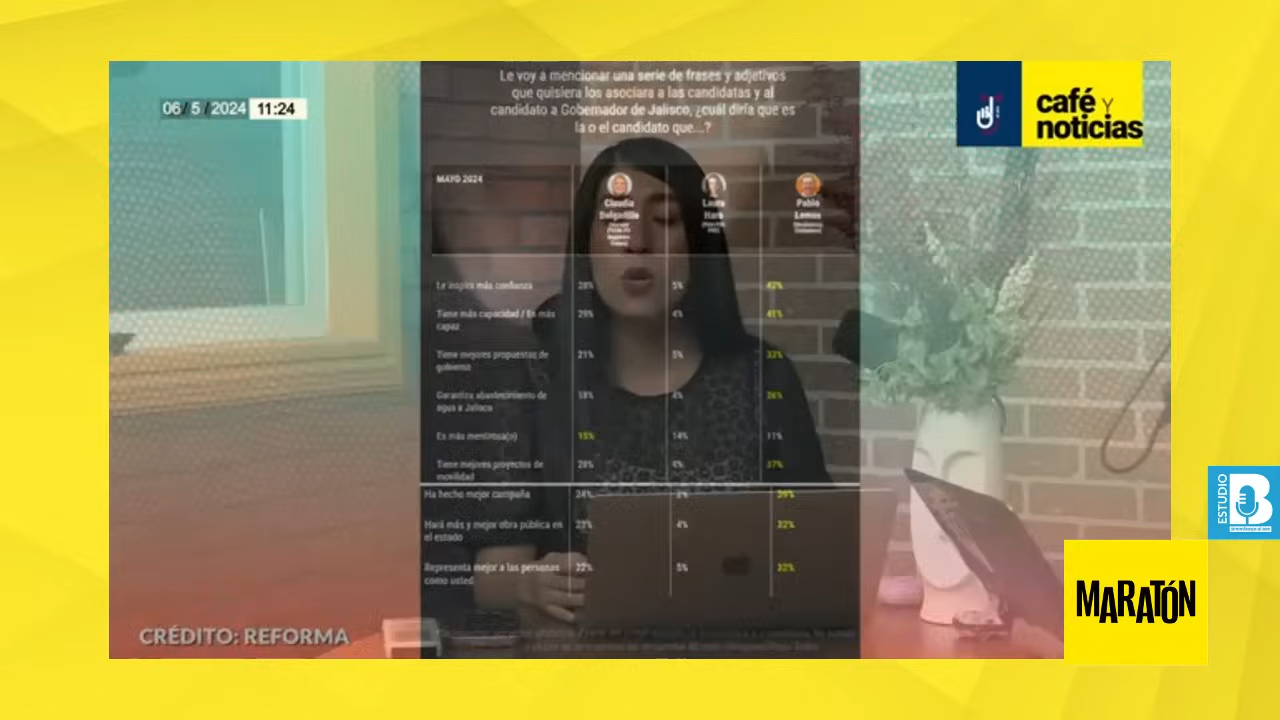 Le voy a mencionar una serie de frases y adjetivos
que quisiera los asociara a las candidatas y al
candidato a Gobernador de Jalisco, ¿cuál diría que es
la o el candidato que...?
06/ 5 / 2024 11:24
café Y
noticias
MAYO 2024
Claudia
Delgadillo
Laura
Haro
Pablo
Lemus
Le inspira más confianza 28% 5% 42%
Tiene más capacidad / Es más
capaz 29% 4% 41%
Tiene mejores propuestas de
gobierno 21% 5% 33%
Garantiza abastecimiento de
agua a Jalisco 18% 4% 26%
Es más mentiroso(a) 15% 14% 11%
Tiene mejores proyectos de
movilidad 28% 37%
Ha hecho mejor campaña 24% 39%
Hará más y mejor obra pública en
el estado 23% 4% 32%
Representa mejor a las personas
como usted 22% 5% 32%
CRÉDITO: REFORMA
ESTUDIO
B
MARATÓN